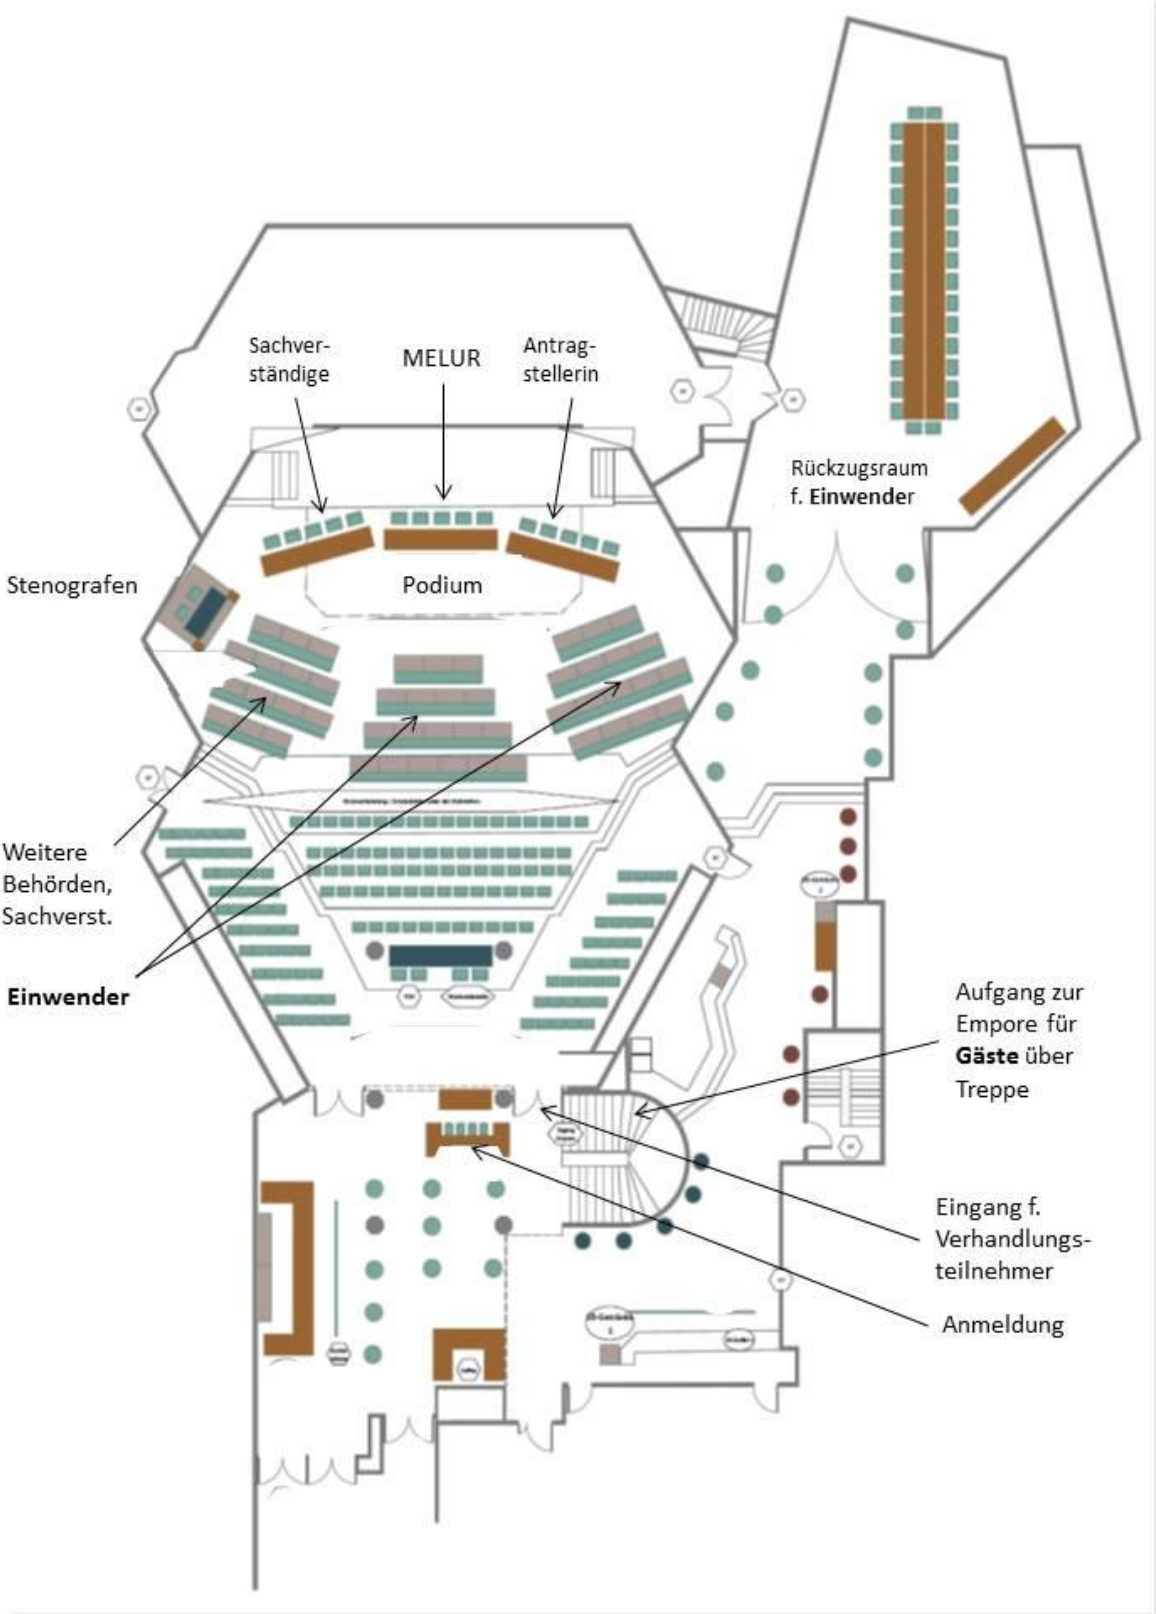 Sachver-
ständige
MELUR
Antrag-
stellerin
Rückzugsraum
f. Einwender
Stenografen
Podium
Weitere
Behörden,
Sachverst.
Einwender
Aufgang zur
Empore für
Gäste über
Treppe
Eingang f.
Verhandlungs-
teilnehmer
Anmeldung